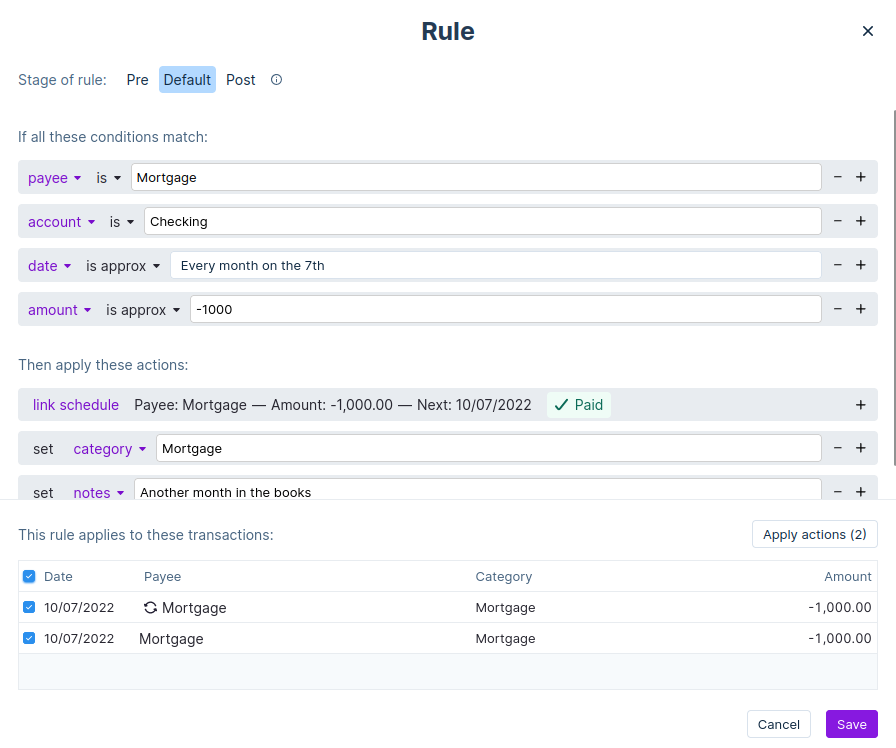 Rule
Stage of rule: Pre Default Post
If all these conditions match:
payee is Mortgage − +
account is Checking − +
date is approx Every month on the 7th − +
amount is approx -1000 − +
Then apply these actions:
link schedule Payee: Mortgage — Amount: -1,000.00 — Next: 10/07/2022 Paid +
set category Mortgage − +
set notes Another month in the books − +
This rule applies to these transactions: Apply actions (2)
Date Payee Category Amount
10/07/2022 Mortgage Mortgage -1,000.00
10/07/2022 Mortgage Mortgage -1,000.00
Cancel Save